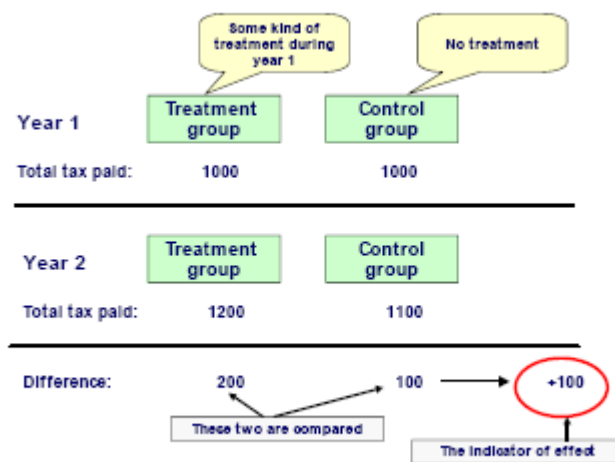 Some kind of
treatment during
year 1
No treatment
Year 1
Treatment
group
Control
group
Total tax paid: 1000 1000
Year 2
Treatment
group
Control
group
Total tax paid: 1200 1100
Difference: 200 100 +100
These two are compared
The indicator of effect